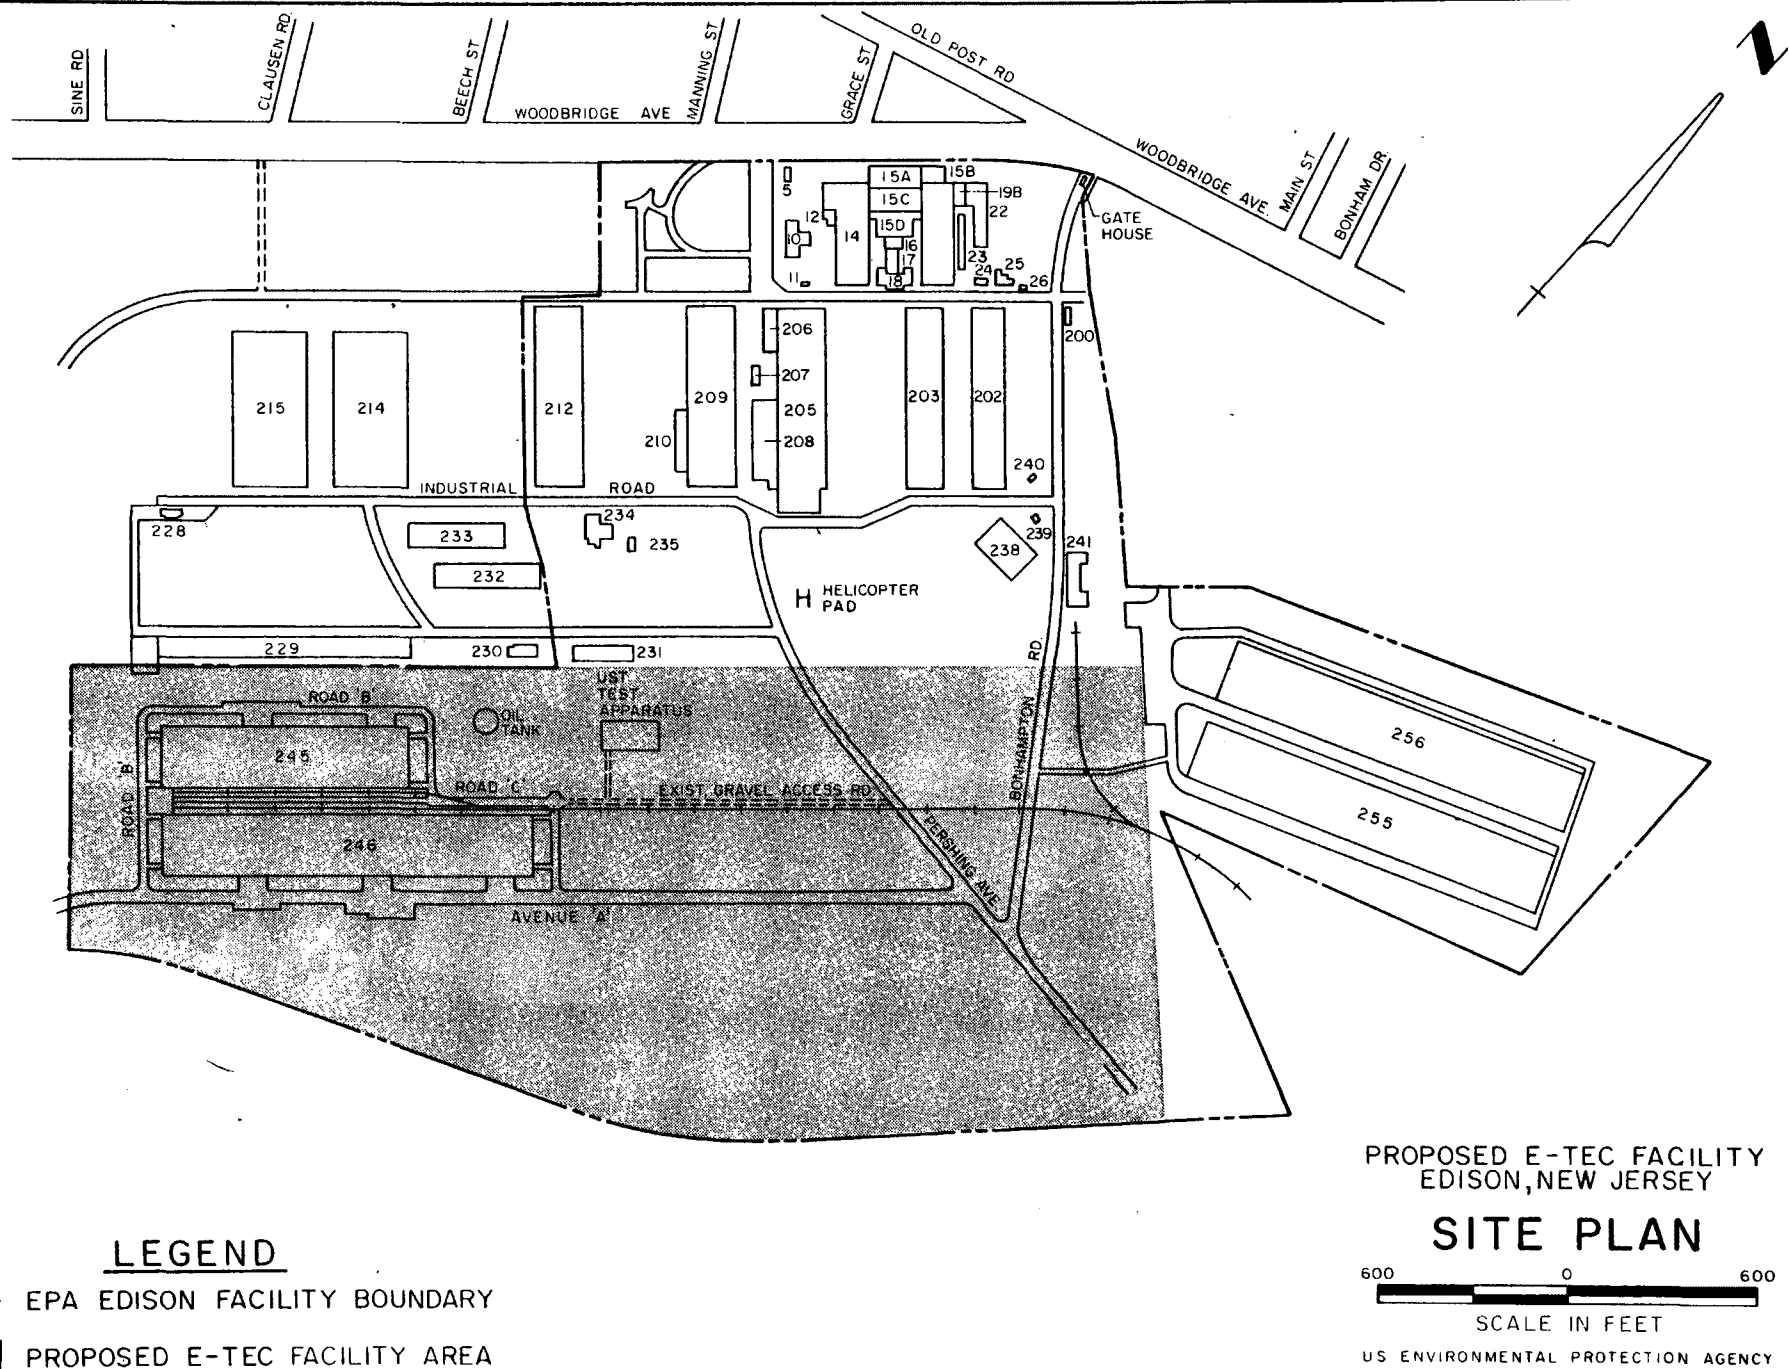 SINE RD
CLAUSEN RD.
BEECH ST
WOODBRIDGE AVE
MANNING ST
GRACE ST
OLD POST RD
WOODBRIDGE AVE.
MAIN ST
BONHAM DR.
N
5
15A
15B
15C
19B
12
22
10
14
15D
16
17
23
GATE
HOUSE
11
18
24
25
26
206
200
207
215
214
212
209
205
203
202
210
208
240
INDUSTRIAL ROAD
228
233
234
235
238
239
241
232
H HELICOPTER
PAD
229
230
231
RD.
BONHAMPTON
UST
TEST
APPARATUS
ROAD 'B'
OIL
TANK
245
256
ROAD 'B'
ROAD 'C'
EXIST. GRAVEL ACCESS RD.
246
PERSHING AVE.
255
AVENUE 'A'
PROPOSED E-TEC FACILITY
EDISON, NEW JERSEY
SITE PLAN
600 0 600
SCALE IN FEET
US ENVIRONMENTAL PROTECTION AGENCY
LEGEND
EPA EDISON FACILITY BOUNDARY
PROPOSED E-TEC FACILITY AREA